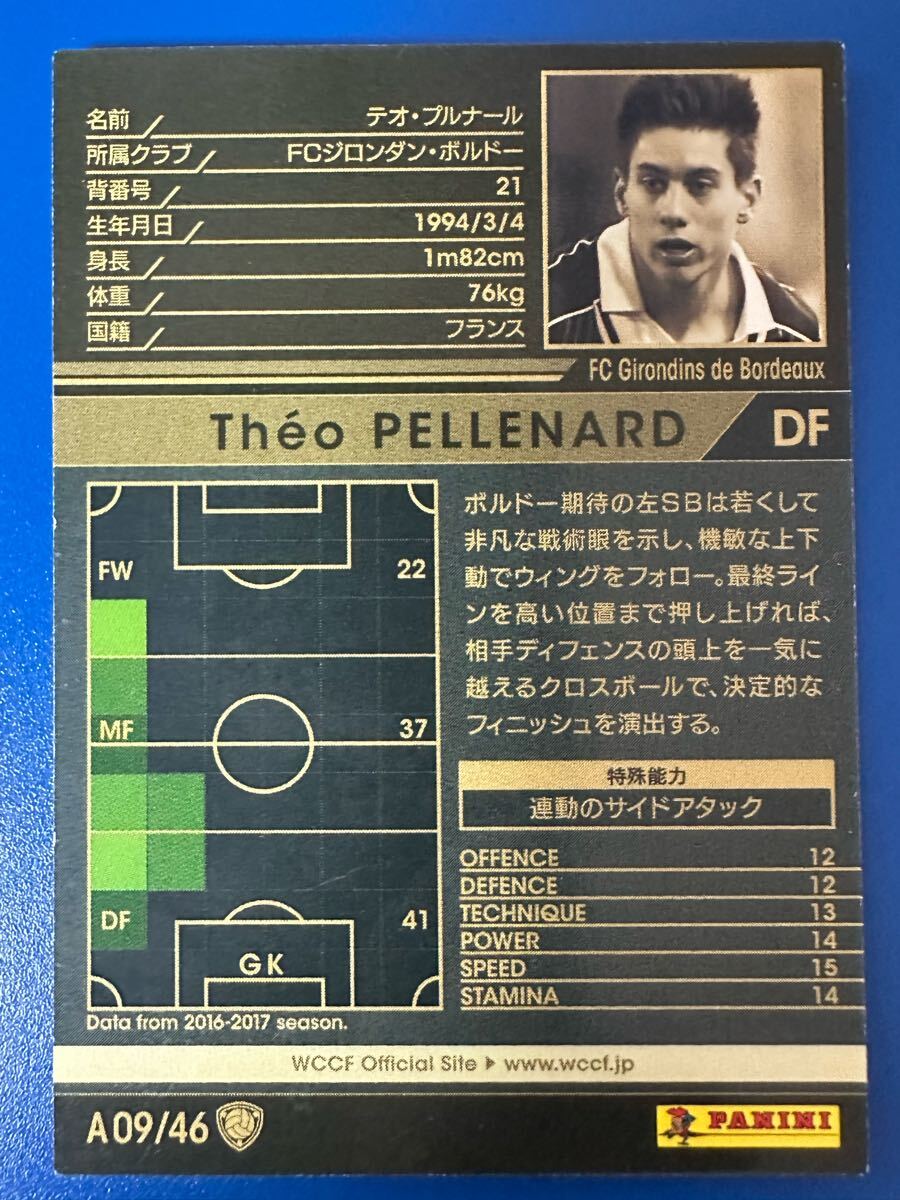 名前 テオ・プルナール
所属クラブ FCジロンダン・ボルドー
背番号 21
生年月日 1994/3/4
身長 1m82cm
体重 76kg
国籍 フランス
FC Girondins de Bordeaux
Théo PELLENARD DF
FW 22
MF 37
DF 41
GK
Data from 2016-2017 season.
ボルドー期待の左SBは若くして
非凡な戦術眼を示し、機敏な上下
動でウィングをフォロー。最終ライ
ンを高い位置まで押し上げれば、
相手ディフェンスの頭上を一気に
越えるクロスボールで、決定的な
フィニッシュを演出する。
特殊能力
連動のサイドアタック
OFFENCE 12
DEFENCE 12
TECHNIQUE 13
POWER 14
SPEED 15
STAMINA 14
WCCF Official Site ▶ www.wccf.jp
A09/46
PANINI